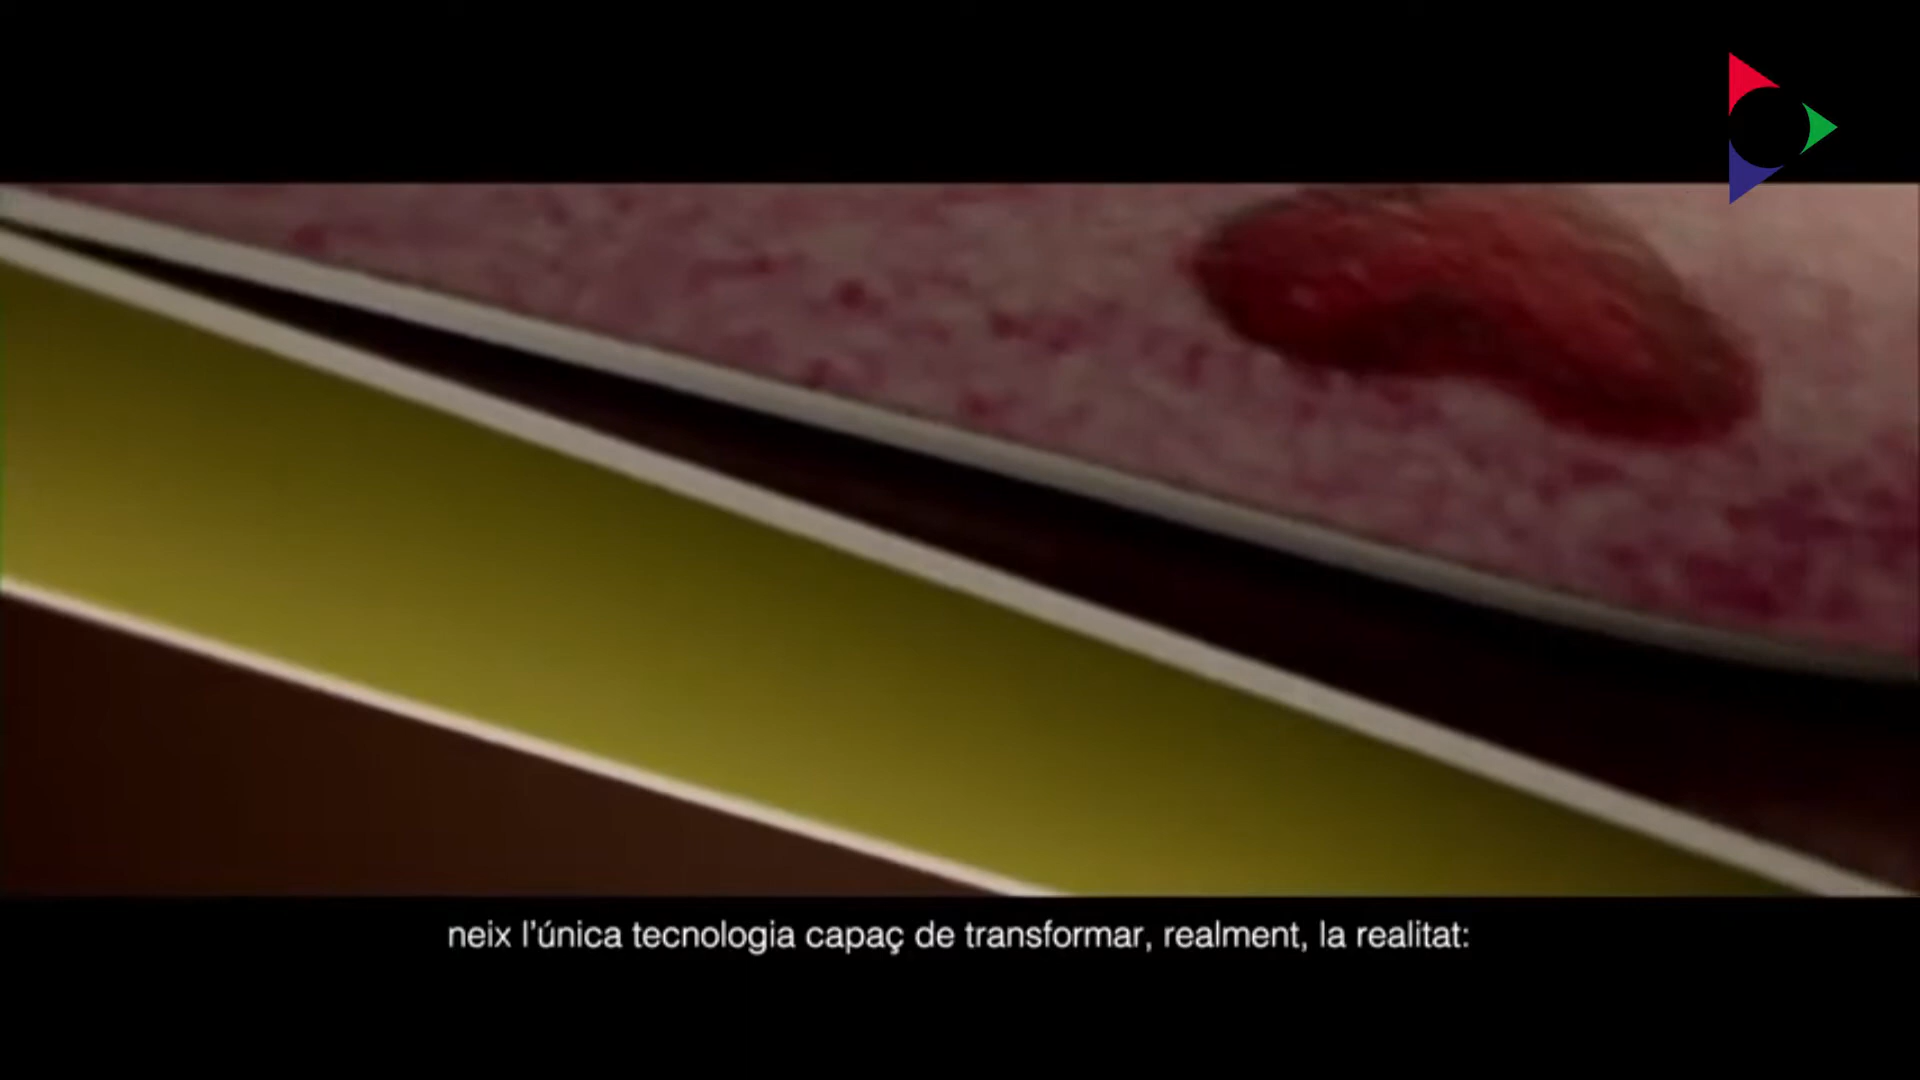 neix l'única tecnologia capaç de transformar, realment, la realitat: